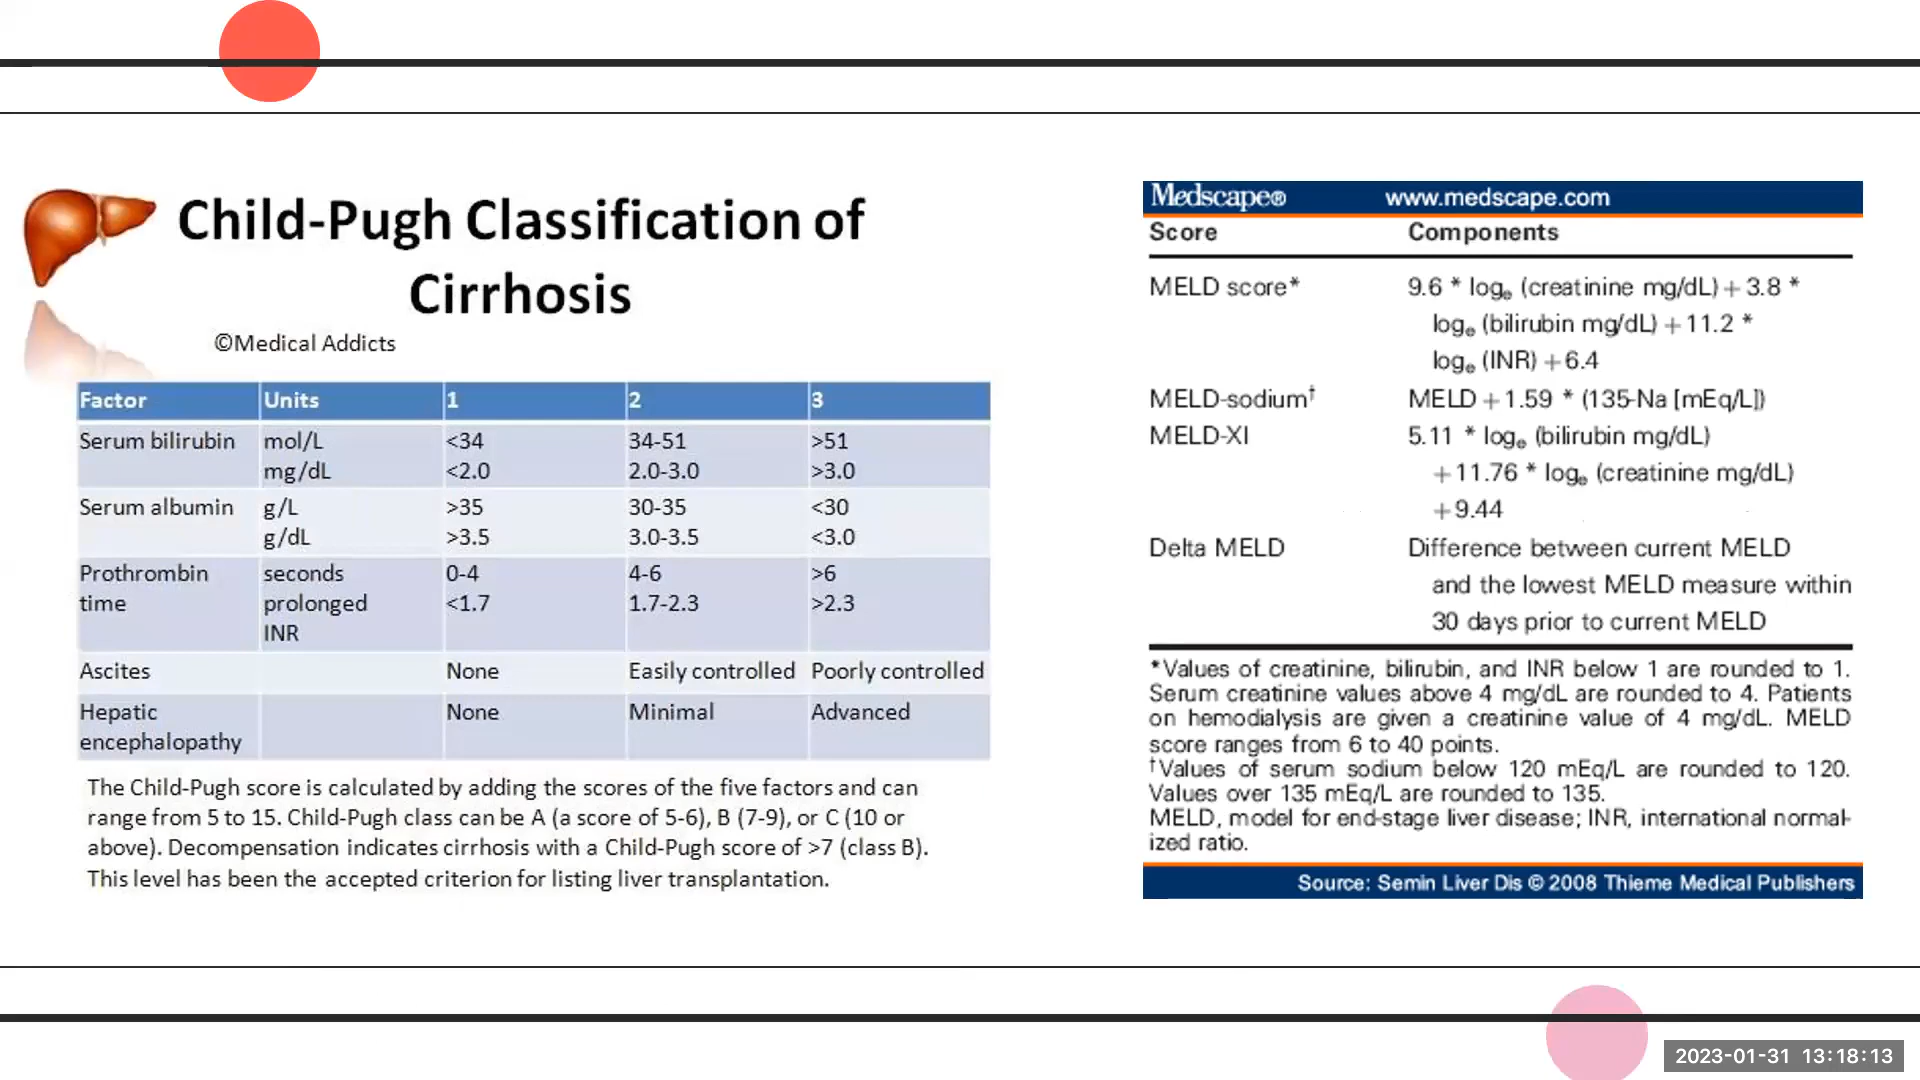 Child-Pugh Classification of
Cirrhosis
©Medical Addicts
Factor Units 1 2 3
Serum bilirubin mol/L <34 34-51 >51
mg/dL <2.0 2.0-3.0 >3.0
Serum albumin g/L >35 30-35 <30
g/dL >3.5 3.0-3.5 <3.0
Prothrombin seconds 0-4 4-6 >6
time prolonged <1.7 1.7-2.3 >2.3
INR
Ascites None Easily controlled Poorly controlled
Hepatic None Minimal Advanced
encephalopathy
The Child-Pugh score is calculated by adding the scores of the five factors and can
range from 5 to 15. Child-Pugh class can be A (a score of 5-6), B (7-9), or C (10 or
above). Decompensation indicates cirrhosis with a Child-Pugh score of >7 (class B).
This level has been the accepted criterion for listing liver transplantation.
Medscape® www.medscape.com
Score Components
MELD score* 9.6 * logₑ (creatinine mg/dL) + 3.8 *
logₑ (bilirubin mg/dL) + 11.2 *
logₑ (INR) + 6.4
MELD-sodium† MELD + 1.59 * (135-Na [mEq/L])
MELD-XI 5.11 * logₑ (bilirubin mg/dL)
+ 11.76 * logₑ (creatinine mg/dL)
+ 9.44
Delta MELD Difference between current MELD
and the lowest MELD measure within
30 days prior to current MELD
*Values of creatinine, bilirubin, and INR below 1 are rounded to 1.
Serum creatinine values above 4 mg/dL are rounded to 4. Patients
on hemodialysis are given a creatinine value of 4 mg/dL. MELD
score ranges from 6 to 40 points.
†Values of serum sodium below 120 mEq/L are rounded to 120.
Values over 135 mEq/L are rounded to 135.
MELD, model for end-stage liver disease; INR, international normal-
ized ratio.
Source: Semin Liver Dis © 2008 Thieme Medical Publishers
2023-01-31 13:18:13